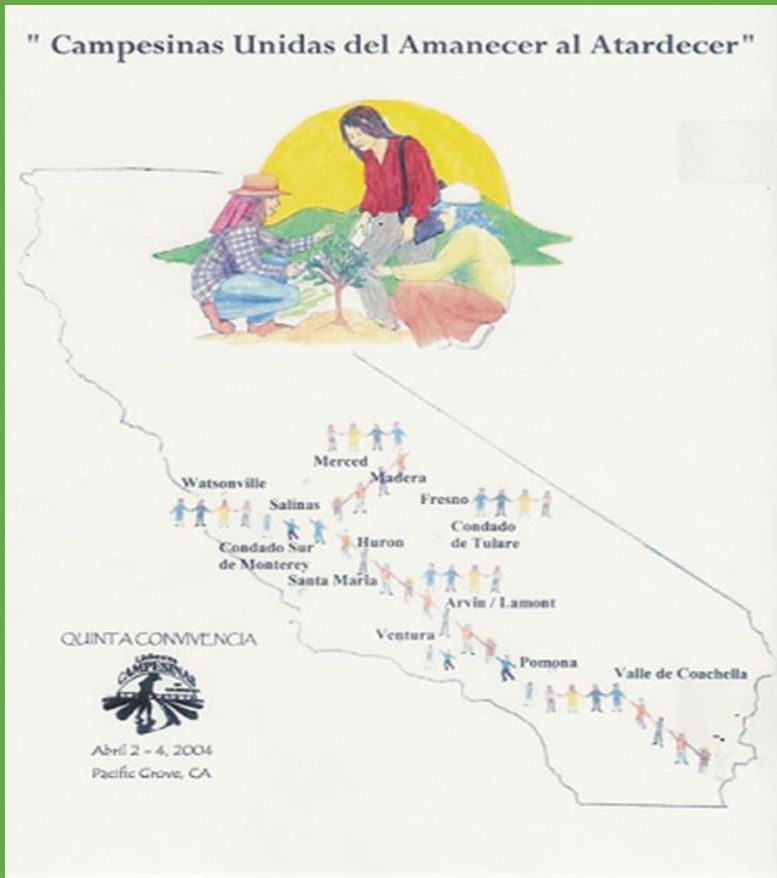 " Campesinas Unidas del Amanecer al Atardecer"
Merced
Madera
Watsonville
Salinas
Fresno
Condado
de Tulare
Condado Sur
de Monterey
Huron
Santa Maria
Arvin / Lamont
Ventura
Pomona
Valle de Coachella
QUINTA CONVIVENCIA
CAMPESINAS
Abril 2 - 4, 2004
Pacific Grove, CA